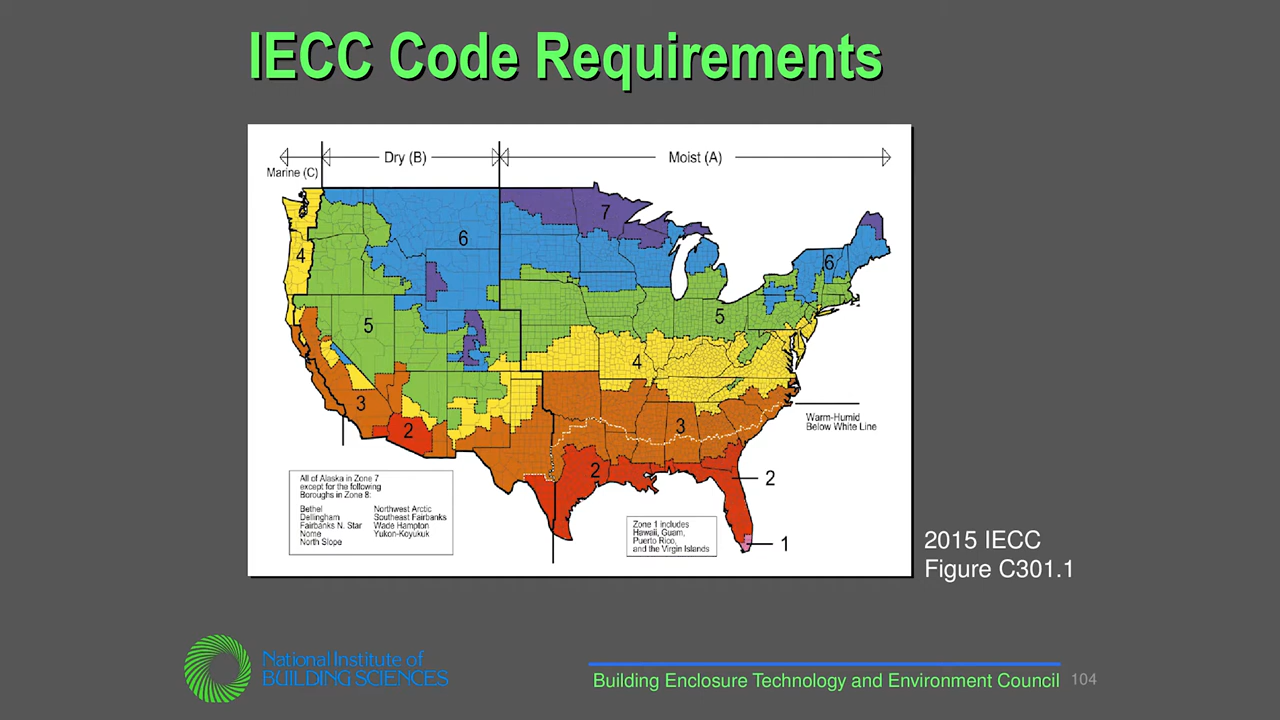 IECC Code Requirements
Marine (C)
Dry (B)
Moist (A)
7
6
6
4
5
5
4
3
3
2
2
Warm-Humid
Below White Line
2
1
All of Alaska in Zone 7
except for the following
Boroughs in Zone 8:
Bethel
Dellingham
Fairbanks N. Star
Nome
North Slope
Northwest Arctic
Southeast Fairbanks
Wade Hampton
Yukon-Koyukuk
Zone 1 includes
Hawaii, Guam,
Puerto Rico,
and the Virgin Islands
2015 IECC
Figure C301.1
National Institute of
BUILDING SCIENCES
Building Enclosure Technology and Environment Council
104